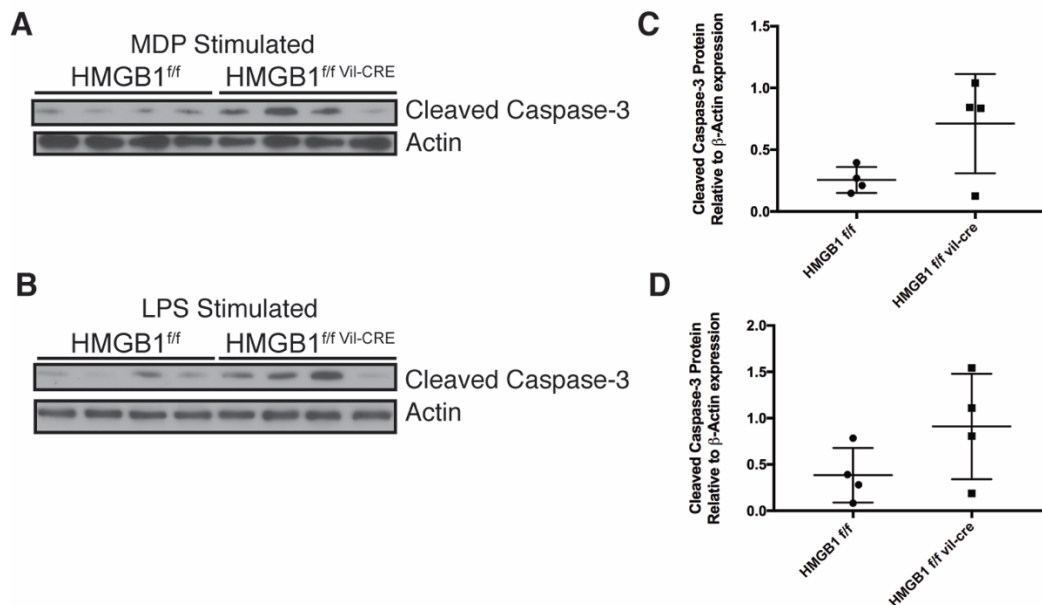 A
MDP Stimulated
HMGB1f/f HMGB1f/f Vil-CRE
Cleaved Caspase-3
Actin
B
LPS Stimulated
HMGB1f/f HMGB1f/f Vil-CRE
Cleaved Caspase-3
Actin
C
Cleaved Caspase-3 Protein
Relative to β-Actin expression
1.5
1.0
0.5
0.0
HMGB1 f/f
HMGB1 f/f vil-cre
D
Cleaved Caspase-3 Protein
Relative to β-Actin expression
2.0
1.5
1.0
0.5
0.0
HMGB1 f/f
HMGB1 f/f vil-cre